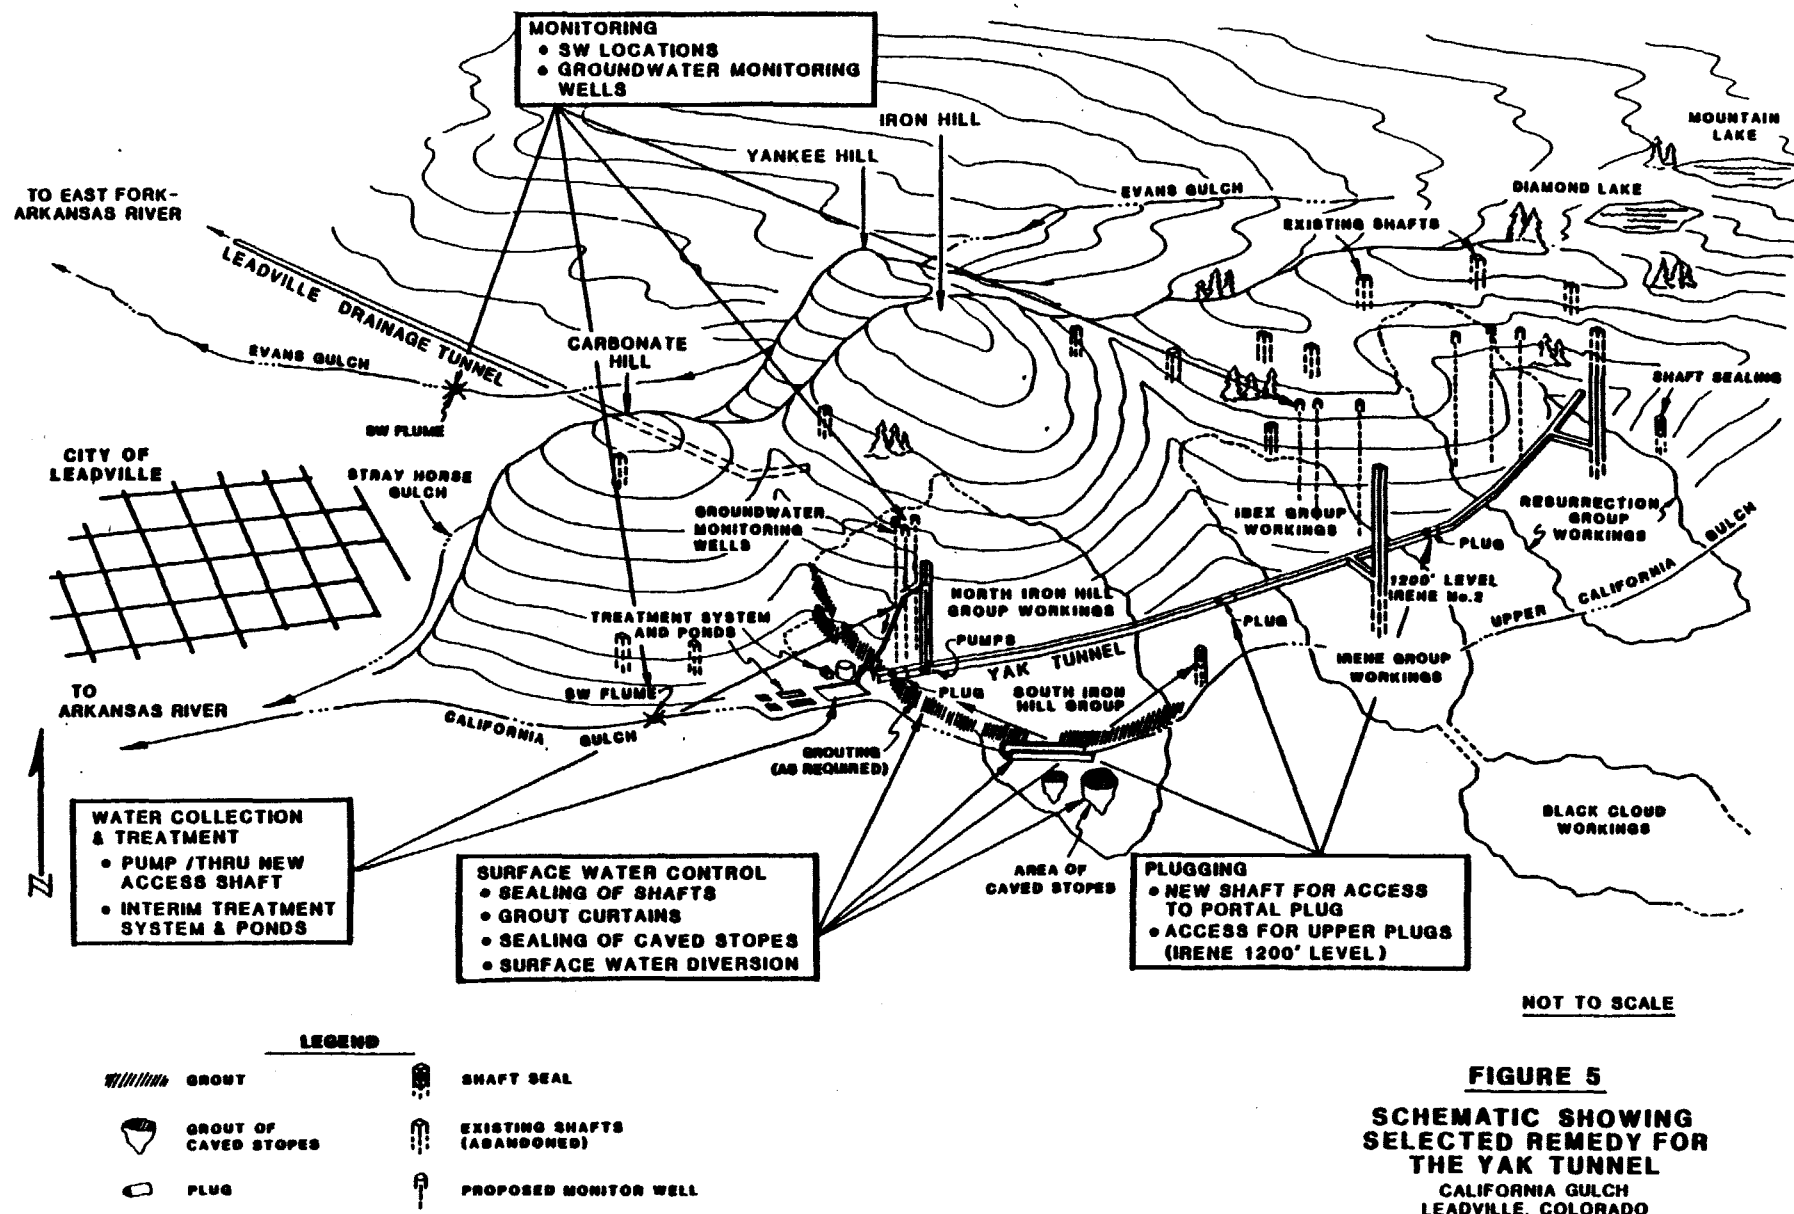 MONITORING
• SW LOCATIONS
• GROUNDWATER MONITORING
WELLS
IRON HILL
YANKEE HILL
MOUNTAIN
LAKE
DIAMOND LAKE
EVANS GULCH
EXISTING SHAFTS
TO EAST FORK-
ARKANSAS RIVER
LEADVILLE DRAINAGE TUNNEL
EVANS GULCH
CARBONATE
HILL
SW FLUME
SHAFT SEALING
CITY OF
LEADVILLE
STRAY HORSE
GULCH
GROUNDWATER
MONITORING
WELLS
IBEX GROUP
WORKINGS
RESURRECTION
GROUP
WORKINGS
PLUG
1200' LEVEL
IRENE No.2
UPPER CALIFORNIA GULCH
NORTH IRON HILL
GROUP WORKINGS
TREATMENT SYSTEM
AND PONDS
PUMPS
PLUG
YAK TUNNEL
IRENE GROUP
WORKINGS
SW FLUME
PLUG
SOUTH IRON
HILL GROUP
TO
ARKANSAS RIVER
CALIFORNIA GULCH
GROUTING
(AS REQUIRED)
BLACK CLOUD
WORKINGS
AREA OF
CAVED STOPES
N
WATER COLLECTION
& TREATMENT
• PUMP /THRU NEW
ACCESS SHAFT
• INTERIM TREATMENT
SYSTEM & PONDS
SURFACE WATER CONTROL
• SEALING OF SHAFTS
• GROUT CURTAINS
• SEALING OF CAVED STOPES
• SURFACE WATER DIVERSION
PLUGGING
• NEW SHAFT FOR ACCESS
TO PORTAL PLUG
• ACCESS FOR UPPER PLUGS
(IRENE 1200' LEVEL)
NOT TO SCALE
LEGEND
GROUT
SHAFT SEAL
GROUT OF
CAVED STOPES
EXISTING SHAFTS
(ABANDONED)
PLUG
PROPOSED MONITOR WELL
FIGURE 5
SCHEMATIC SHOWING
SELECTED REMEDY FOR
THE YAK TUNNEL
CALIFORNIA GULCH
LEADVILLE, COLORADO